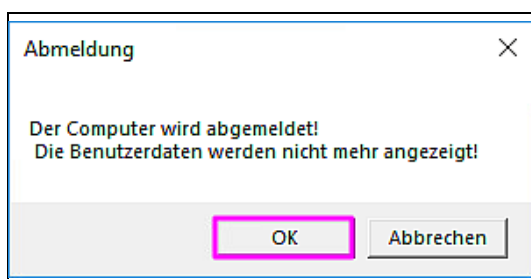 Abmeldung
Der Computer wird abgemeldet!
Die Benutzerdaten werden nicht mehr angezeigt!
OK
Abbrechen